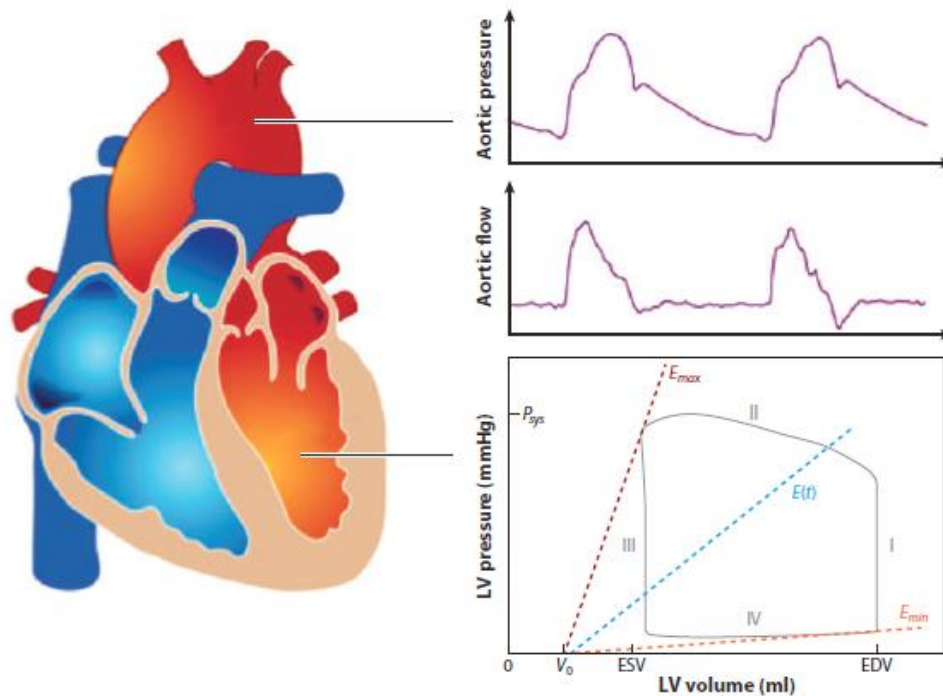 Aortic pressure
Aortic flow
LV pressure (mmHg)
P_sys
E_max
II
E(t)
III
I
IV
E_min
0
V_0
ESV
EDV
LV volume (ml)